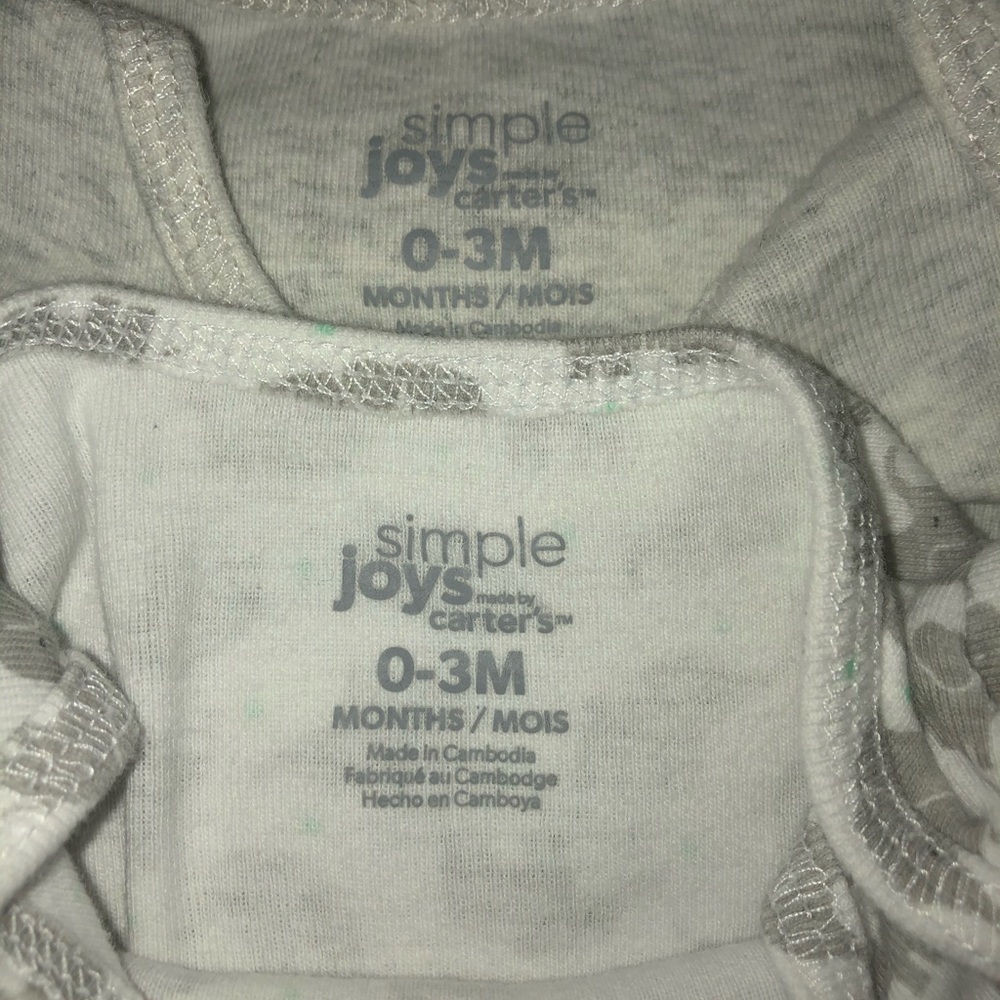 simple
joys made by
carter's™
0-3M
MONTHS / MOIS
Made in Cambodia
simple
joys made by
carter's™
0-3M
MONTHS / MOIS
Made in Cambodia
Fabriqué au Cambodge
Hecho en Camboya